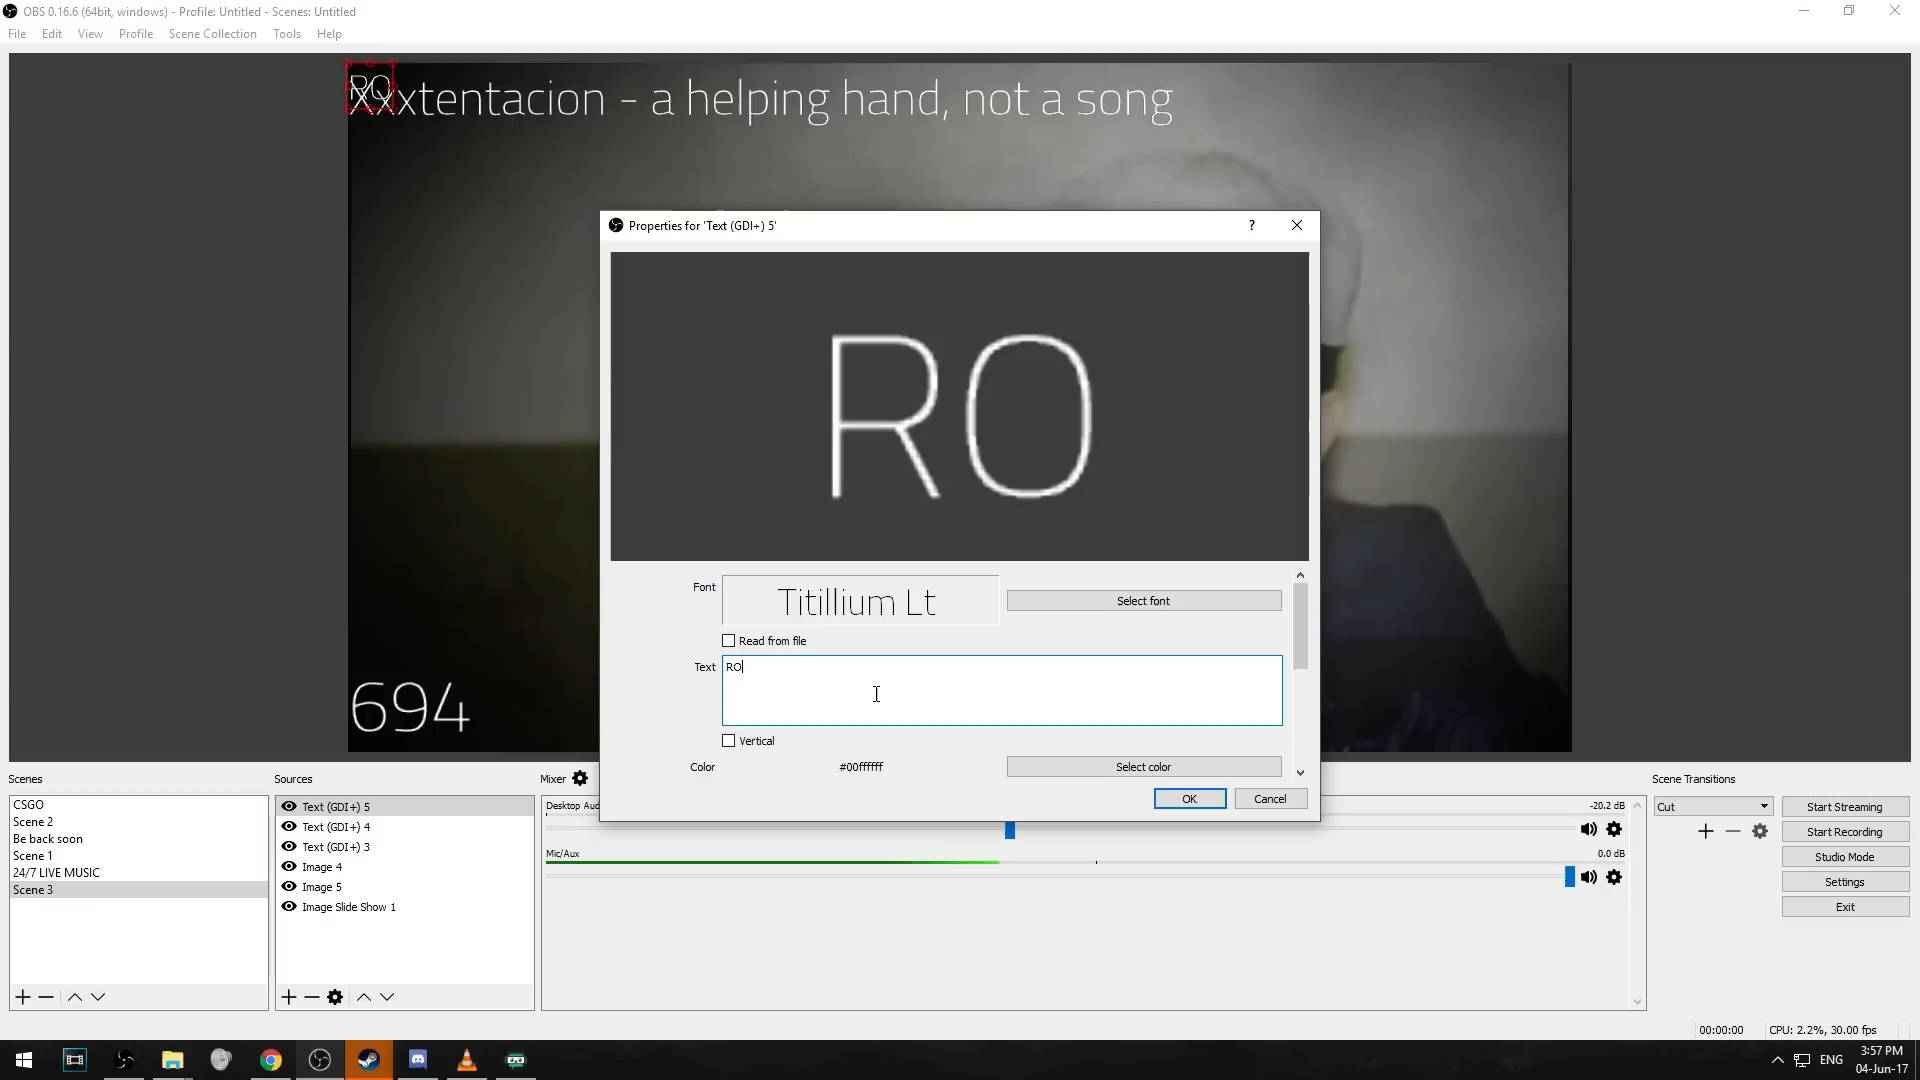 OBS 0.16.6 (64bit, windows) - Profile: Untitled - Scenes: Untitled
File Edit View Profile Scene Collection Tools Help
RO
xxxtentacion - a helping hand, not a song
Properties for 'Text (GDI+) 5'
?
RO
Font
Titillium Lt
Select font
Read from file
Text
RO
Vertical
Color
#00ffffff
Select color
OK
Cancel
694
Scenes
CSGO
Scene 2
Be back soon
Scene 1
24/7 LIVE MUSIC
Scene 3
Sources
Text (GDI+) 5
Text (GDI+) 4
Text (GDI+) 3
Image 4
Image 5
Image Slide Show 1
Mixer
Desktop Aud
-20.2 dB
Mic/Aux
0.0 dB
Scene Transitions
Cut
Start Streaming
Start Recording
Studio Mode
Settings
Exit
00:00:00
CPU: 2.2%, 30.00 fps
ENG
3:57 PM
04-Jun-17